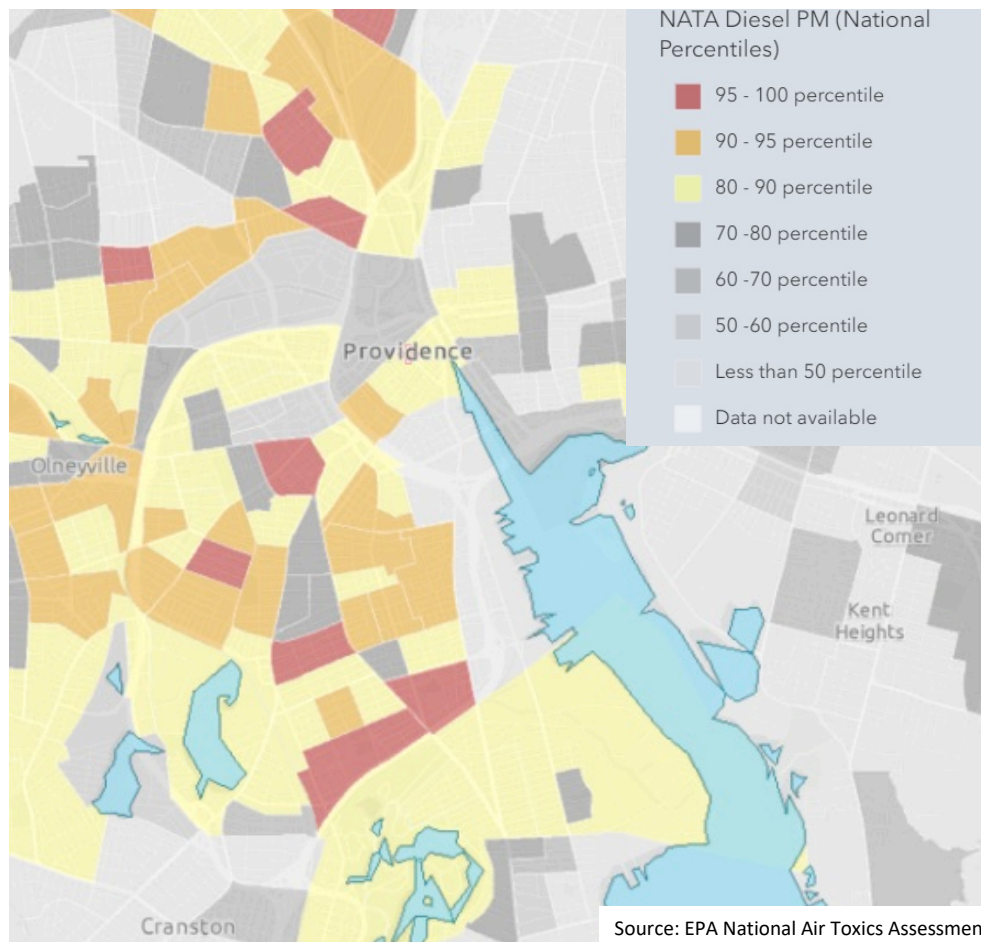 NATA Diesel PM (National
Percentiles)
95 - 100 percentile
90 - 95 percentile
80 - 90 percentile
70 -80 percentile
60 -70 percentile
50 -60 percentile
Less than 50 percentile
Data not available
Providence
Olneyville
Leonard
Corner
Kent
Heights
Cranston
Source: EPA National Air Toxics Assessmen